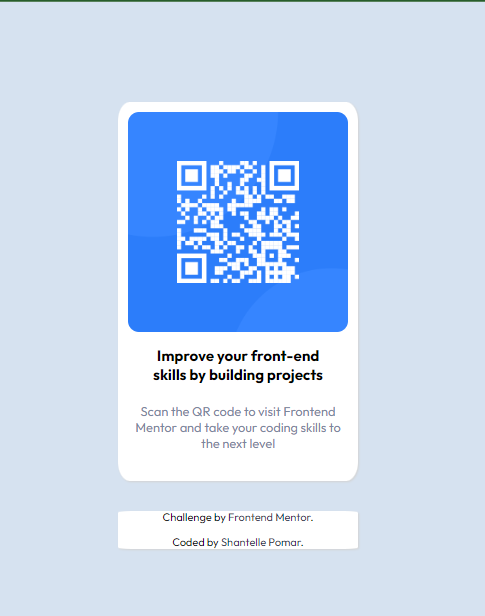 Improve your front-end
skills by building projects
Scan the QR code to visit Frontend
Mentor and take your coding skills to
the next level
Challenge by Frontend Mentor.
Coded by Shantelle Pomar.